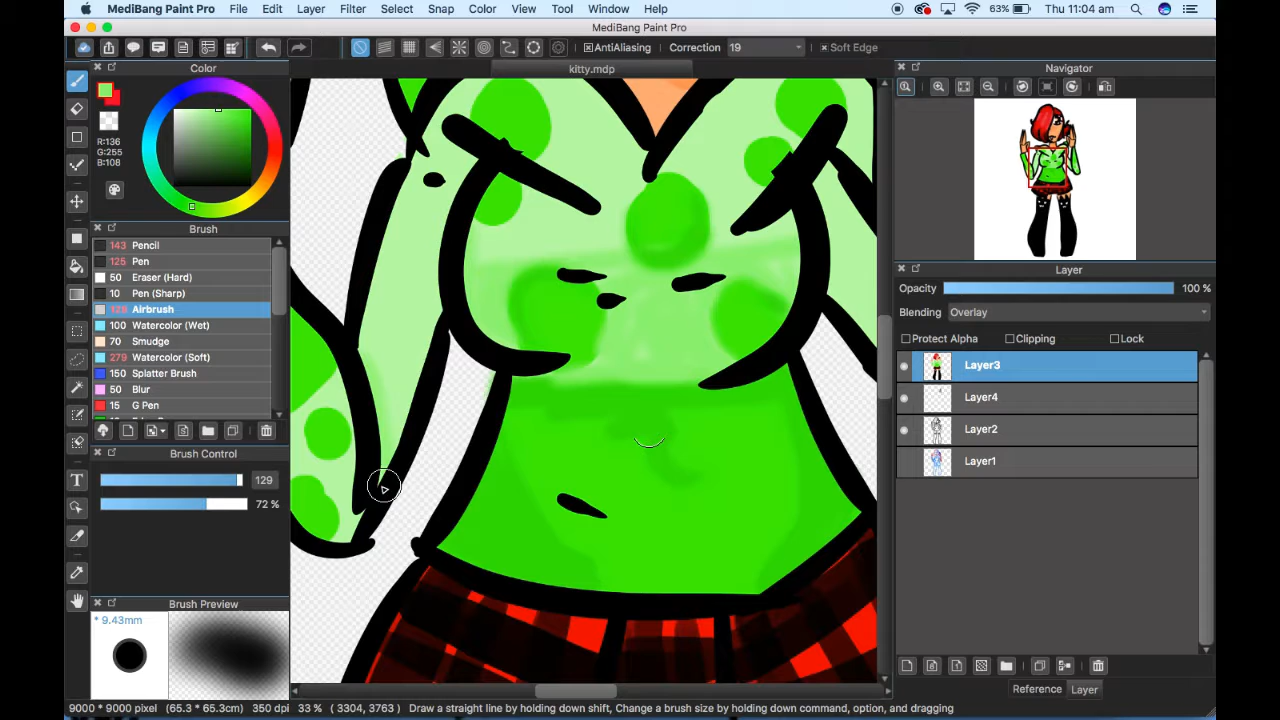 MediBang Paint Pro File Edit Layer Filter Select Snap Color View Tool Window Help 63% Thu 11:04 am
MediBang Paint Pro
AntiAliasing Correction 19 Soft Edge
Color
kitty.mdp
Navigator
R:136
G:255
B:108
Brush
143 Pencil
125 Pen
50 Eraser (Hard)
10 Pen (Sharp)
129 Airbrush
100 Watercolor (Wet)
70 Smudge
279 Watercolor (Soft)
150 Splatter Brush
50 Blur
15 G Pen
Brush Control
129
72 %
Brush Preview
* 9.43mm
Layer
Opacity 100 %
Blending Overlay
Protect Alpha Clipping Lock
Layer3
Layer4
Layer2
Layer1
Reference Layer
9000 * 9000 pixel (65.3 * 65.3cm) 350 dpi 33 % ( 3304, 3763) Draw a straight line by holding down shift, Change a brush size by holding down command, option, and dragging